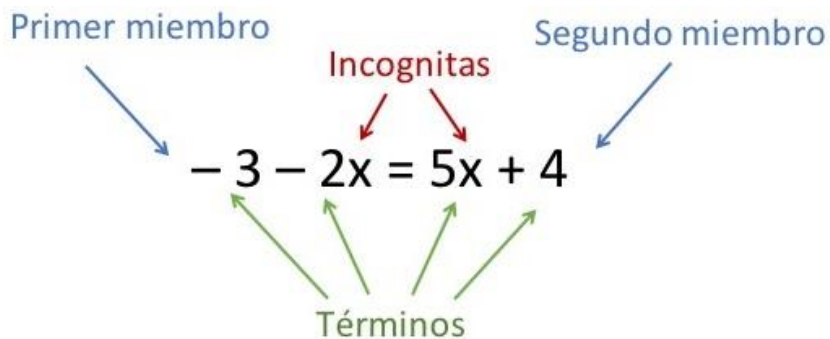 Primer miembro
Segundo miembro
Incognitas
– 3 – 2x = 5x + 4
Términos